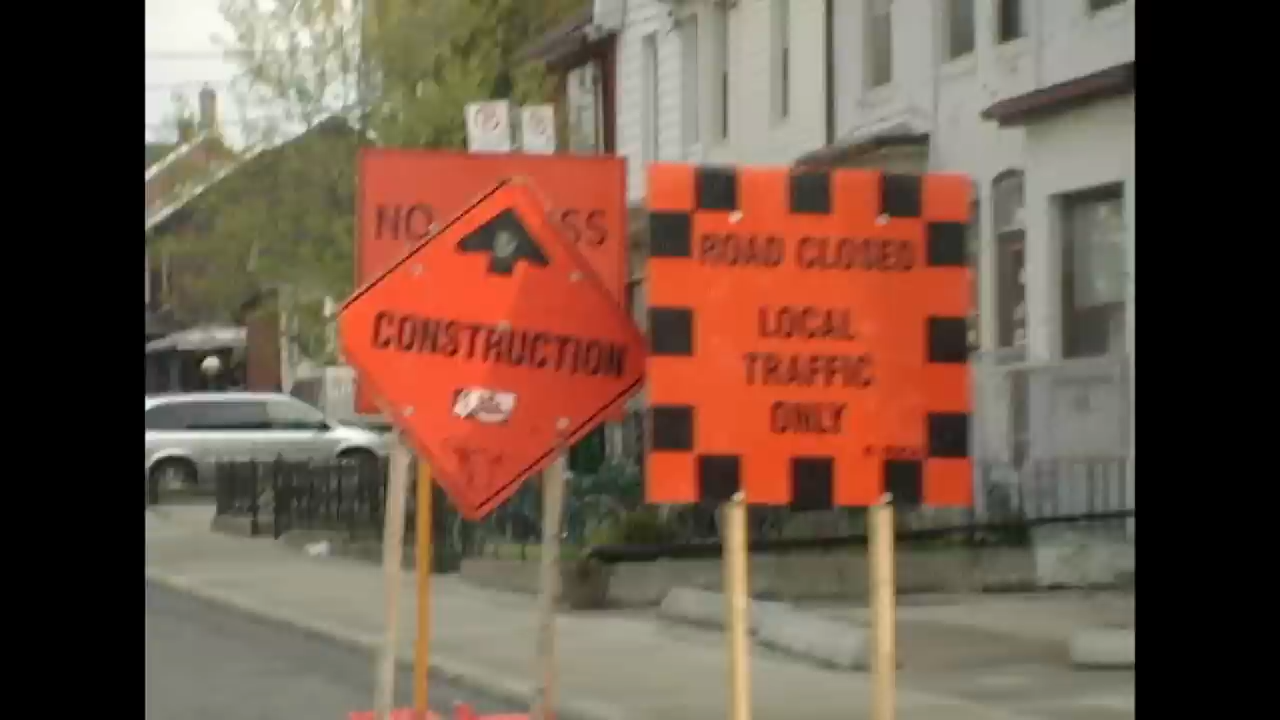 NO
SS
CONSTRUCTION
ROAD CLOSED
LOCAL
TRAFFIC
ONLY